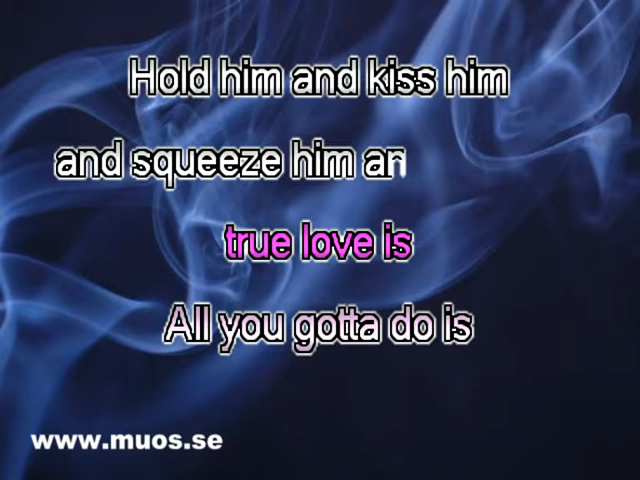 Hold him and kiss him
and squeeze him an
true love is
All you gotta do is
www.muos.se